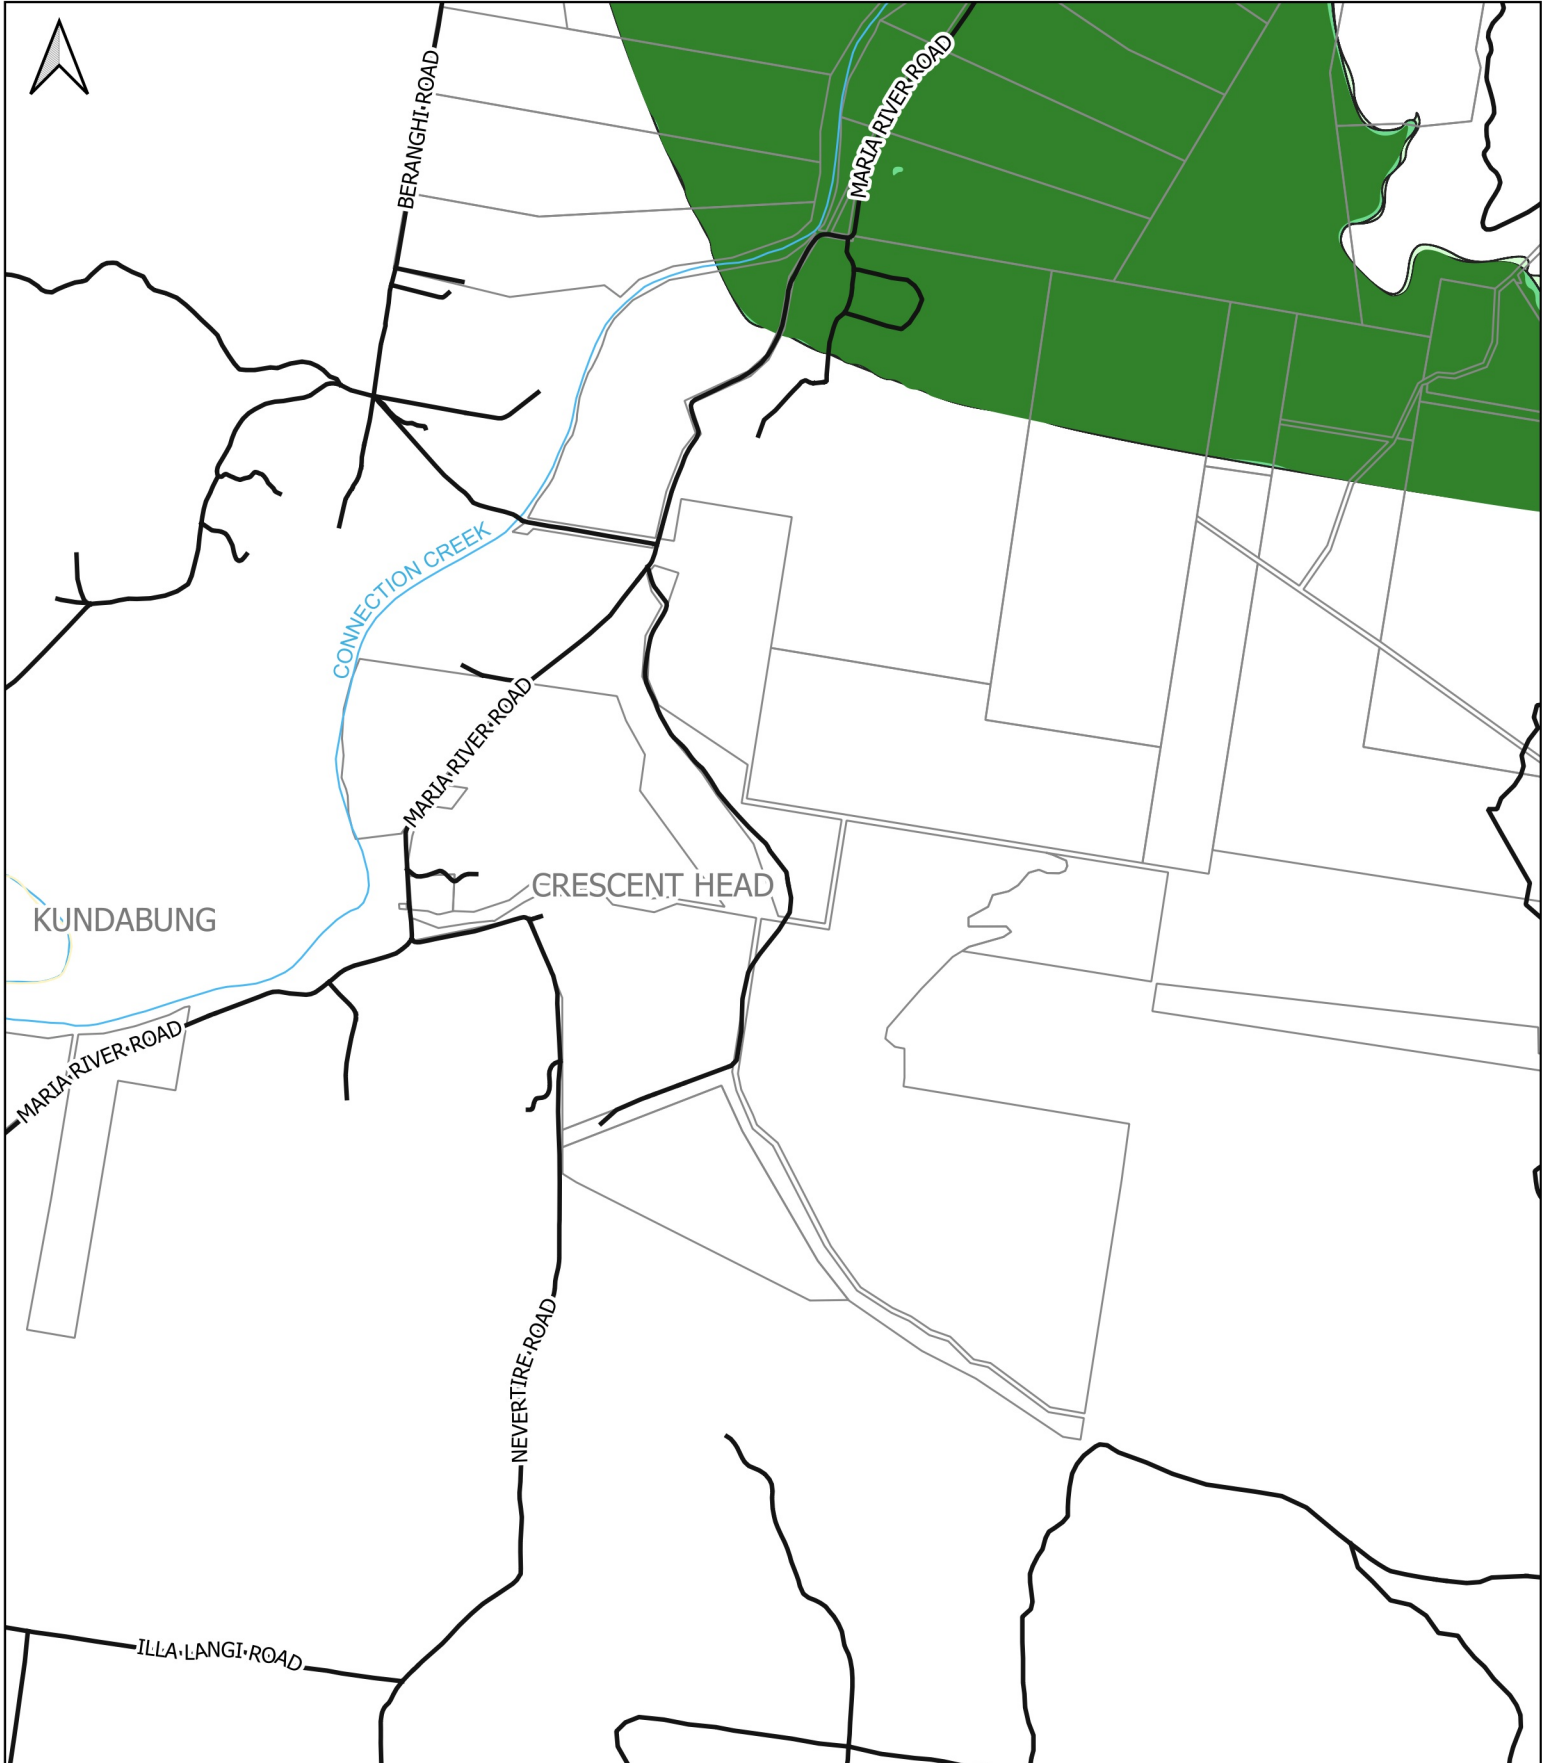 MARIA RIVER ROAD
BERANGHI ROAD
CONNECTION CREEK
MARIA RIVER ROAD
CRESCENT HEAD
KUNDABUNG
MARIA RIVER ROAD
NEVERTIRE ROAD
ILLA LANGI ROAD